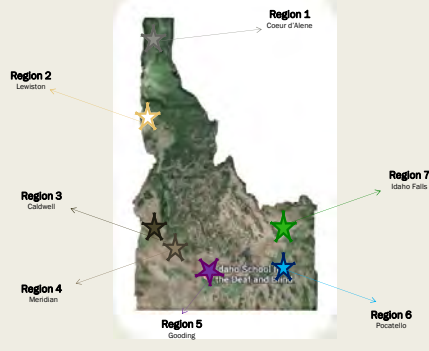 Region 1
Coeur d'Alene
Region 2
Lewiston
Region 7
Idaho Falls
Region 3
Caldwell
Idaho School for
the Deaf and Blind
Region 4
Meridian
Region 6
Pocatello
Region 5
Gooding